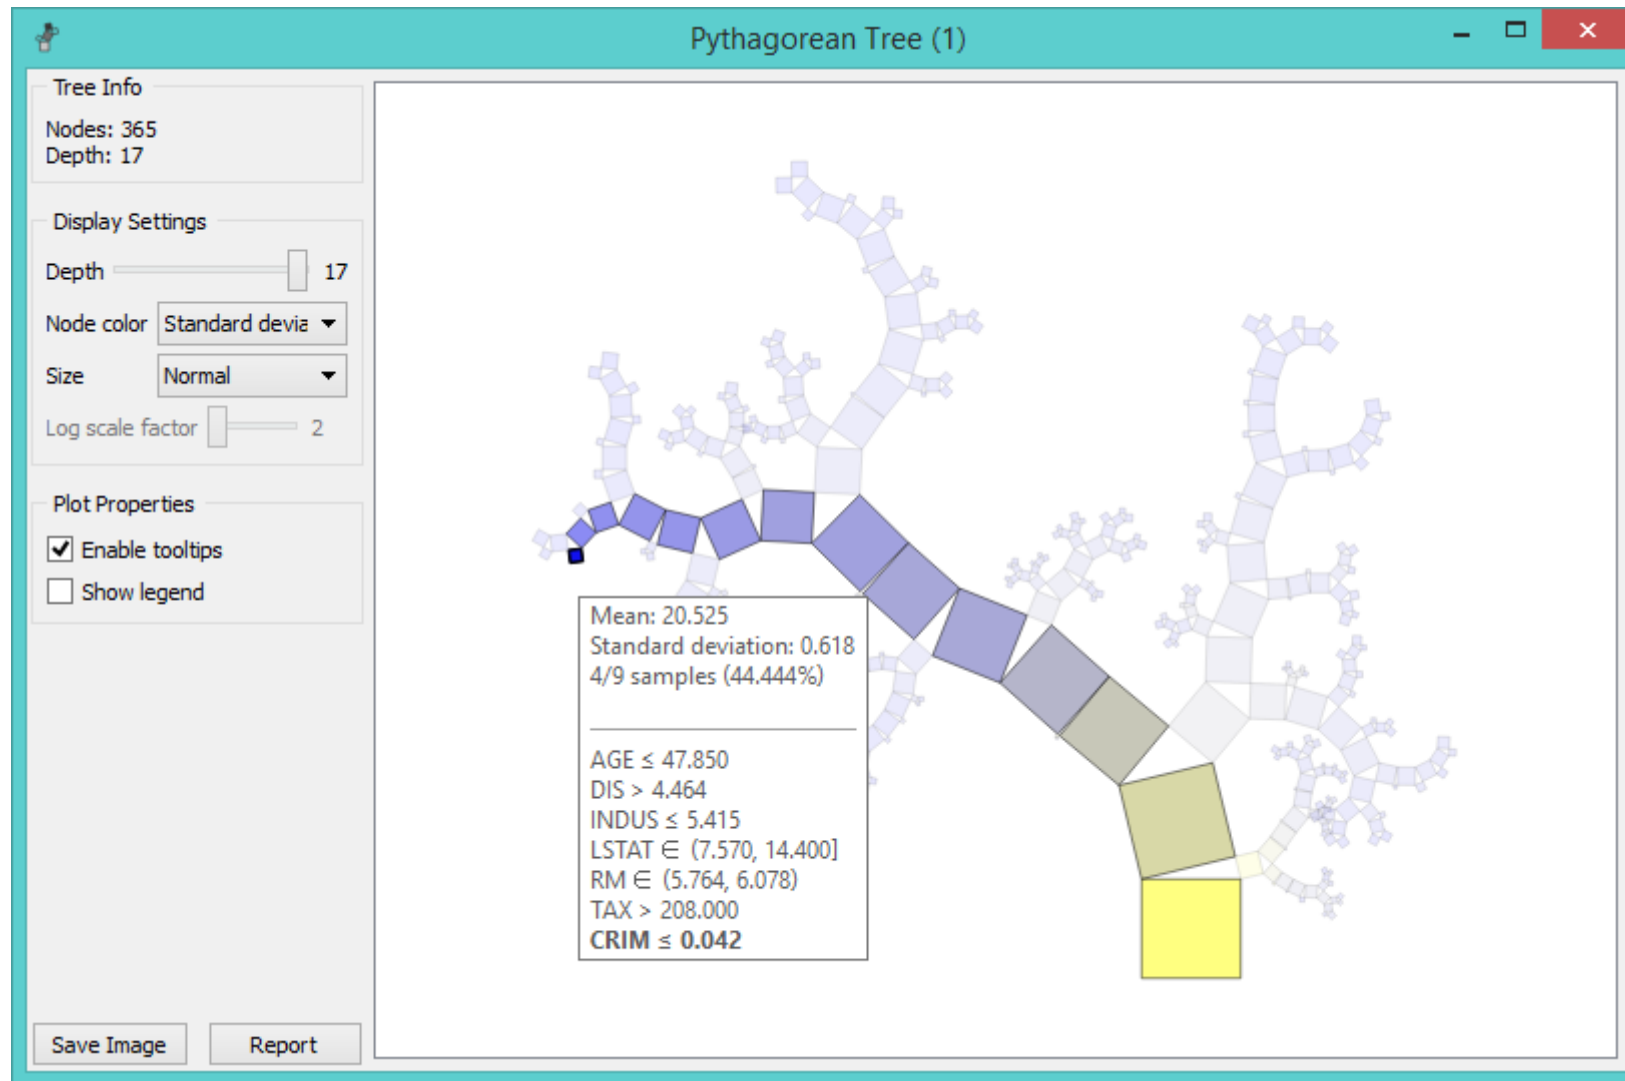 Pythagorean Tree (1)
Tree Info
Nodes: 365
Depth: 17
Display Settings
Depth 17
Node color Standard devia
Size Normal
Log scale factor 2
Plot Properties
Enable tooltips
Show legend
Mean: 20.525
Standard deviation: 0.618
4/9 samples (44.444%)
AGE ≤ 47.850
DIS > 4.464
INDUS ≤ 5.415
LSTAT ∈ (7.570, 14.400]
RM ∈ (5.764, 6.078)
TAX > 208.000
CRIM ≤ 0.042
Save Image Report